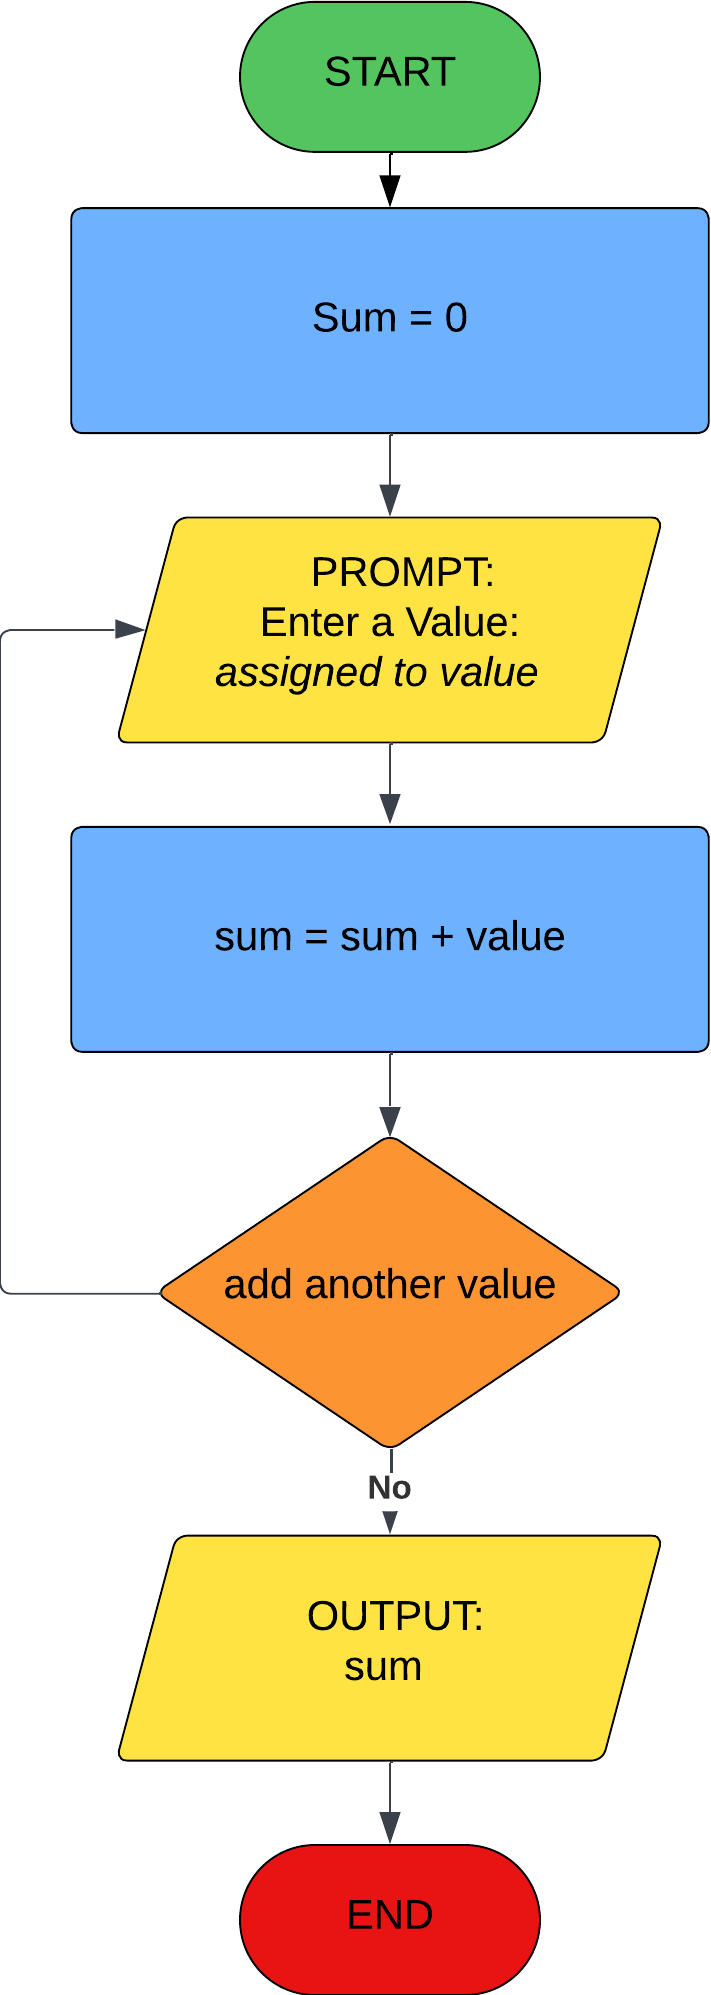 START
Sum = 0
PROMPT:
Enter a Value:
assigned to value
sum = sum + value
add another value
No
OUTPUT:
sum
END